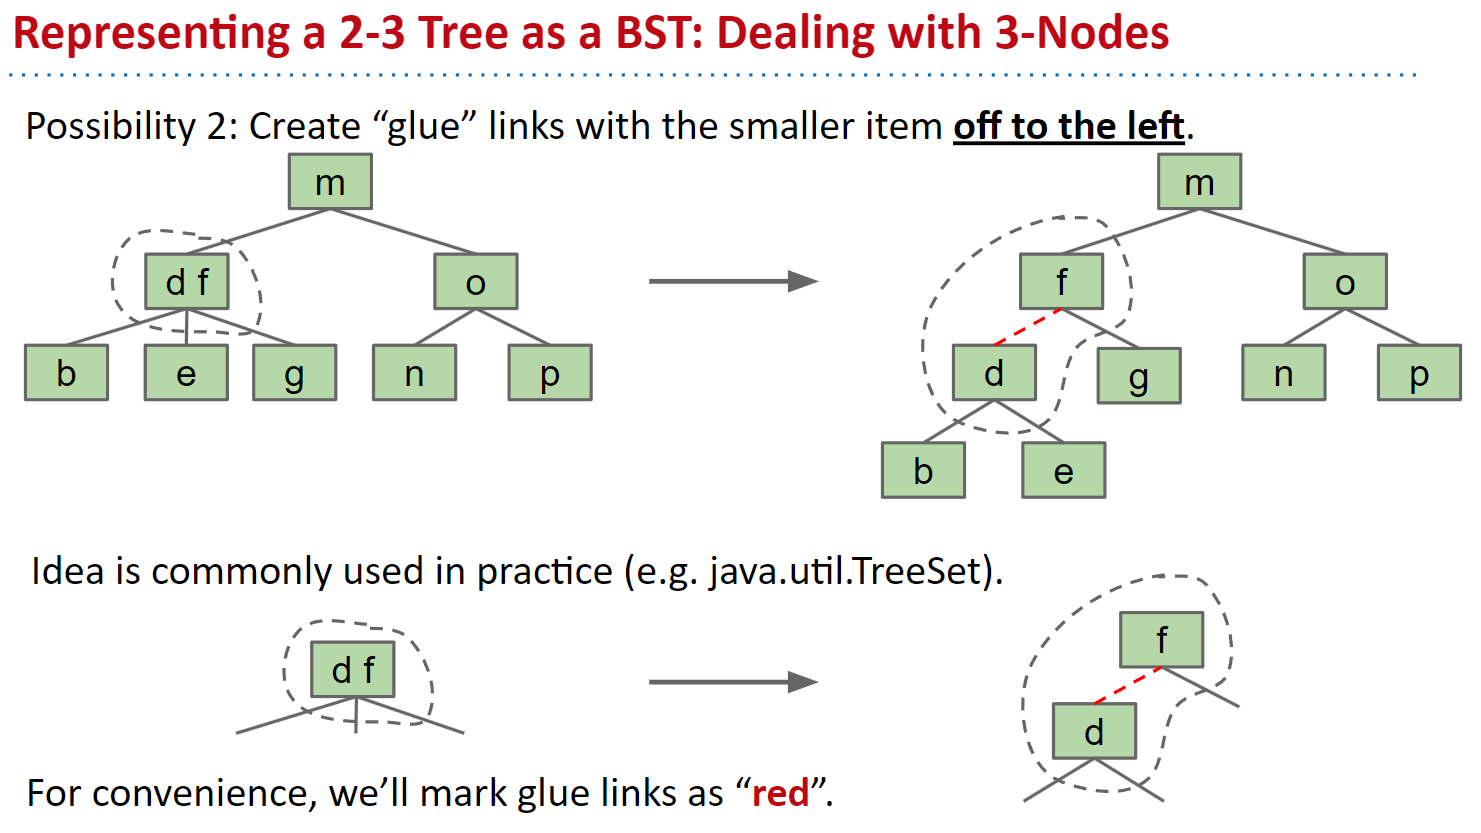 Representing a 2-3 Tree as a BST: Dealing with 3-Nodes
Possibility 2: Create “glue” links with the smaller item off to the left.
m
d f
o
b
e
g
n
p
m
f
o
d
g
n
p
b
e
Idea is commonly used in practice (e.g. java.util.TreeSet).
d f
f
d
For convenience, we’ll mark glue links as “red”.